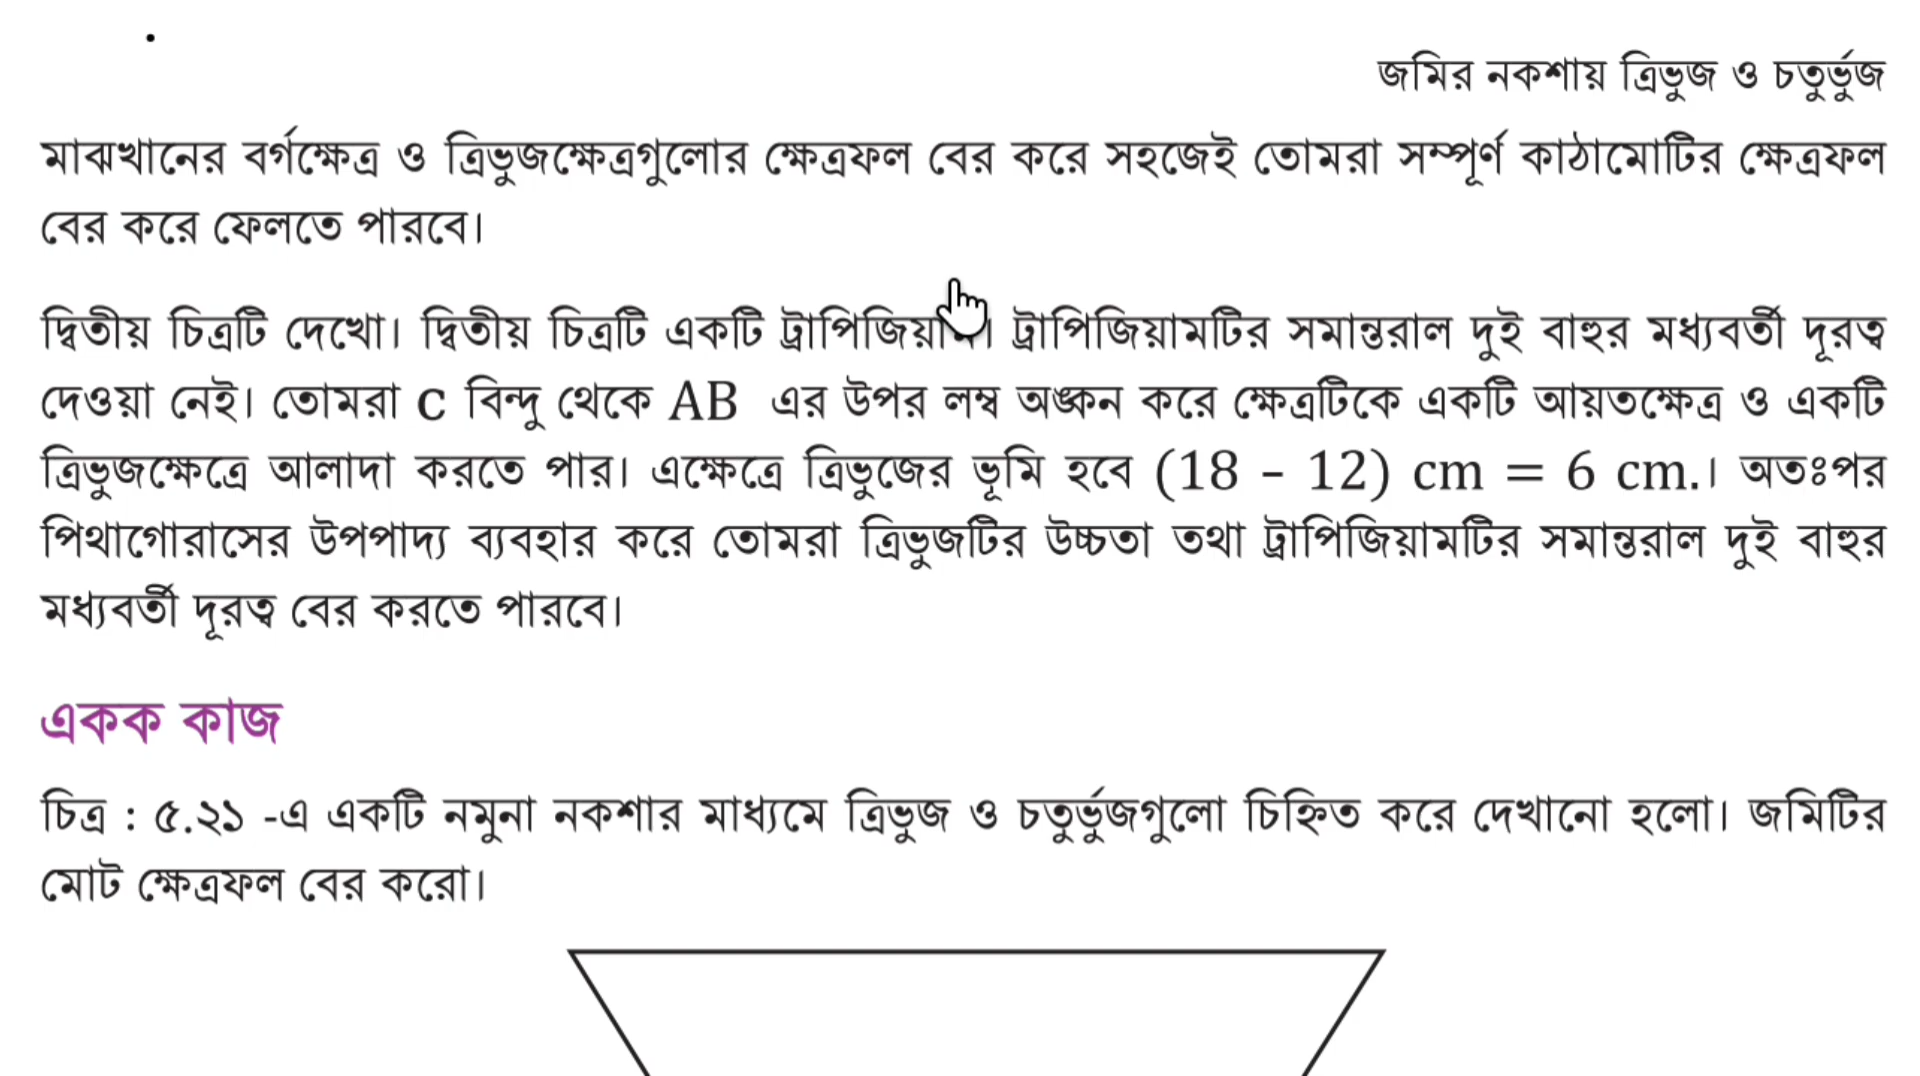 জমির নকশায় ত্রিভুজ ও চতুর্ভুজ
মাঝখানের বর্গক্ষেত্র ও ত্রিভুজক্ষেত্রগুলোর ক্ষেত্রফল বের করে সহজেই তোমরা সম্পূর্ণ কাঠামোটির ক্ষেত্রফল
বের করে ফেলতে পারবে।
দ্বিতীয় চিত্রটি দেখো। দ্বিতীয় চিত্রটি একটি ট্রাপিজিয়াম। ট্রাপিজিয়ামটির সমান্তরাল দুই বাহুর মধ্যবর্তী দূরত্ব
দেওয়া নেই। তোমরা c বিন্দু থেকে AB এর উপর লম্ব অঙ্কন করে ক্ষেত্রটিকে একটি আয়তক্ষেত্র ও একটি
ত্রিভুজক্ষেত্রে আলাদা করতে পার। এক্ষেত্রে ত্রিভুজের ভূমি হবে (18 – 12) cm = 6 cm.। অতঃপর
পিথাগোরাসের উপপাদ্য ব্যবহার করে তোমরা ত্রিভুজটির উচ্চতা তথা ট্রাপিজিয়ামটির সমান্তরাল দুই বাহুর
মধ্যবর্তী দূরত্ব বের করতে পারবে।
একক কাজ
চিত্র : ৫.২১ -এ একটি নমুনা নকশার মাধ্যমে ত্রিভুজ ও চতুর্ভুজগুলো চিহ্নিত করে দেখানো হলো। জমিটির
মোট ক্ষেত্রফল বের করো।